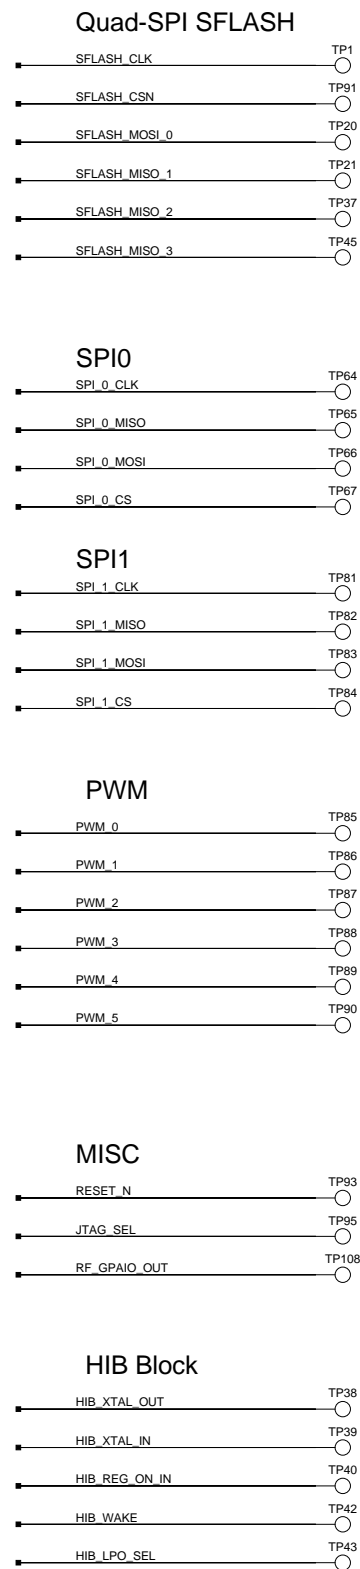 Quad-SPI SFLASH
SFLASH_CLK TP1
SFLASH_CSN TP91
SFLASH_MOSI_0 TP20
SFLASH_MISO_1 TP21
SFLASH_MISO_2 TP37
SFLASH_MISO_3 TP45
SPI0
SPI_0_CLK TP64
SPI_0_MISO TP65
SPI_0_MOSI TP66
SPI_0_CS TP67
SPI1
SPI_1_CLK TP81
SPI_1_MISO TP82
SPI_1_MOSI TP83
SPI_1_CS TP84
PWM
PWM_0 TP85
PWM_1 TP86
PWM_2 TP87
PWM_3 TP88
PWM_4 TP89
PWM_5 TP90
MISC
RESET_N TP93
JTAG_SEL TP95
RF_GPAIO_OUT TP108
HIB Block
HIB_XTAL_OUT TP38
HIB_XTAL_IN TP39
HIB_REG_ON_IN TP40
HIB_WAKE TP42
HIB_LPO_SEL TP43